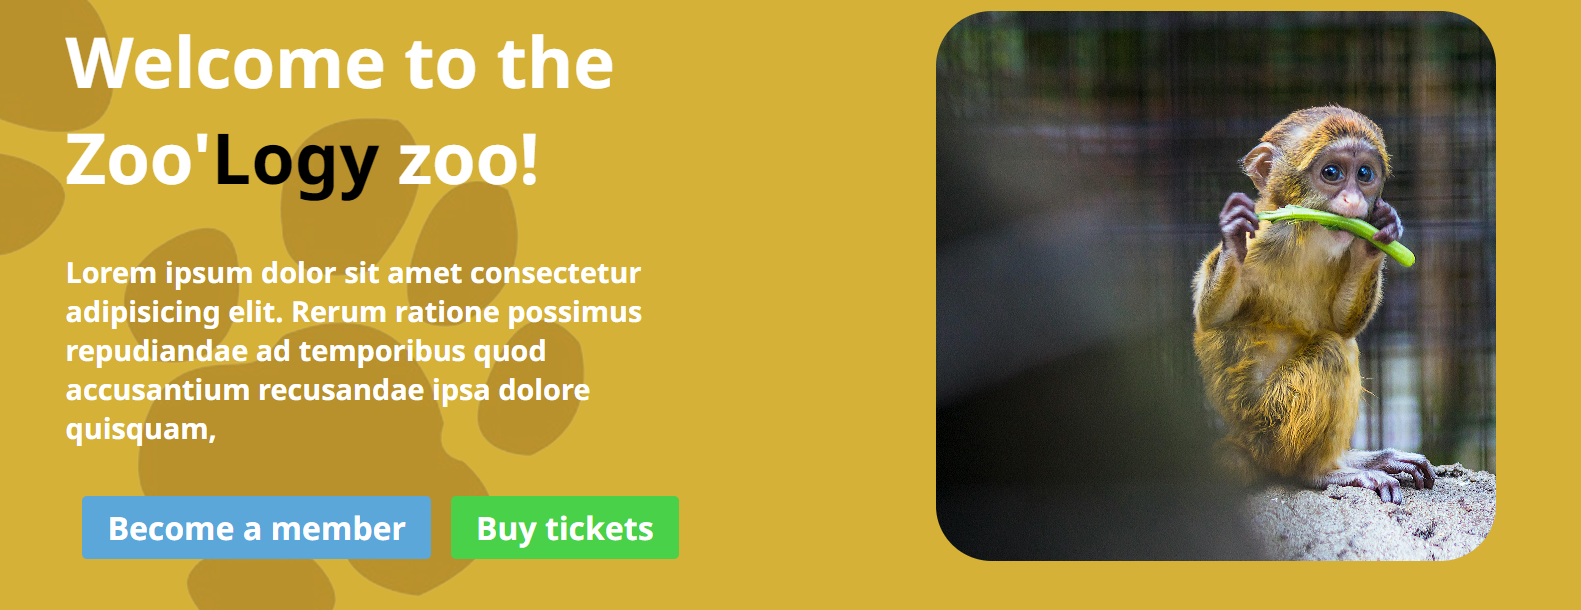 Welcome to the
Zoo'Logy zoo!
Lorem ipsum dolor sit amet consectetur
adipisicing elit. Rerum ratione possimus
repudiandae ad temporibus quod
accusantium recusandae ipsa dolore
quisquam,
Become a member
Buy tickets